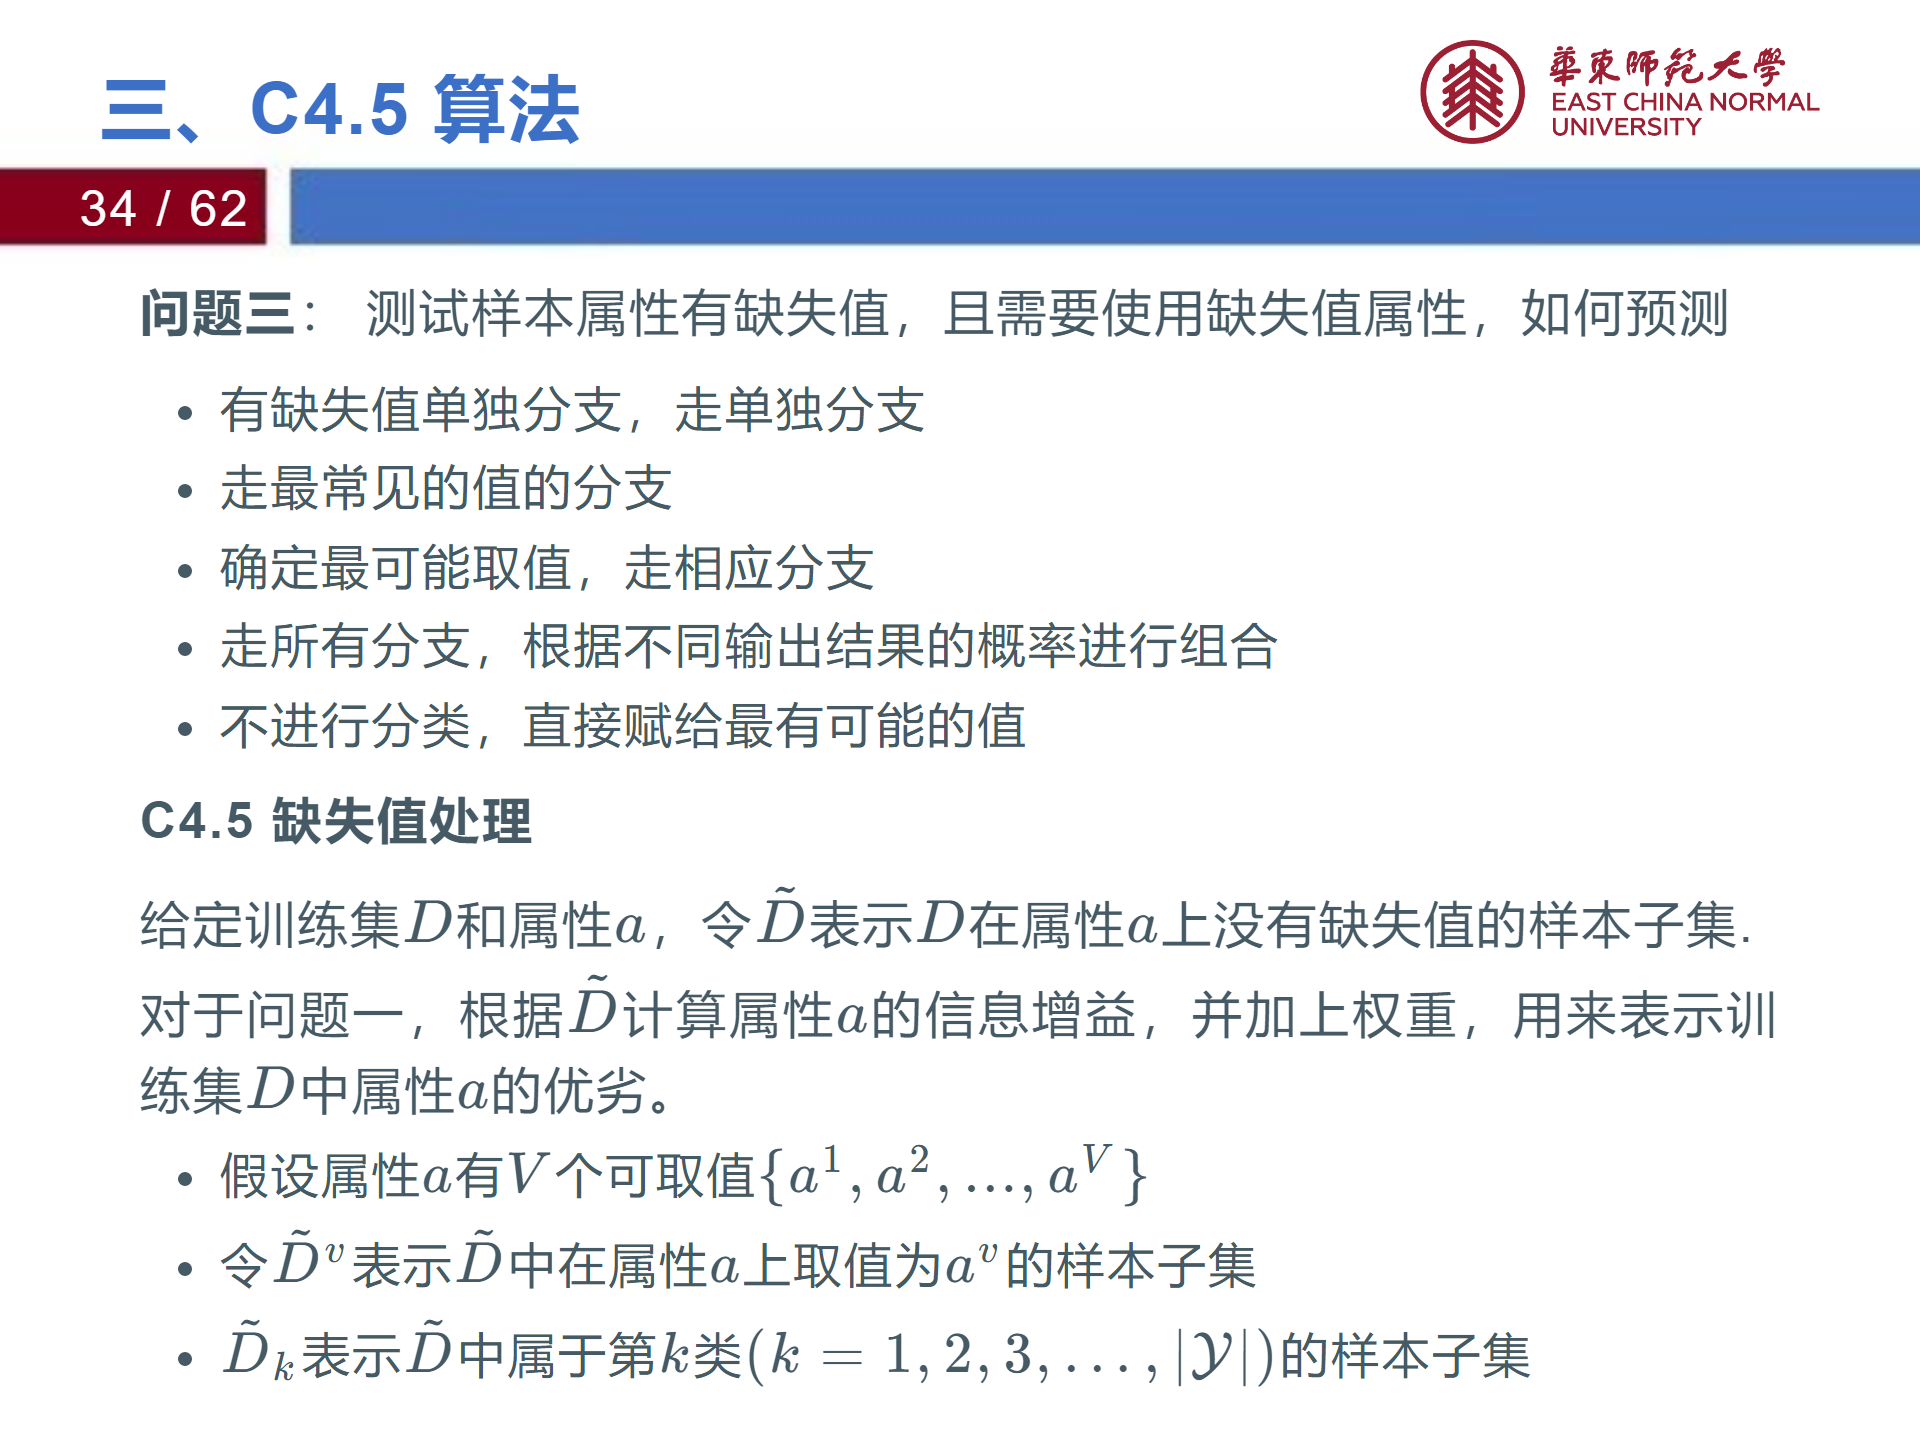 三、C4.5 算法
華東師範大學
EAST CHINA NORMAL
UNIVERSITY
34 / 62
问题三： 测试样本属性有缺失值，且需要使用缺失值属性，如何预测
• 有缺失值单独分支，走单独分支
• 走最常见的值的分支
• 确定最可能取值，走相应分支
• 走所有分支，根据不同输出结果的概率进行组合
• 不进行分类，直接赋给最有可能的值
C4.5 缺失值处理
给定训练集D和属性a，令D̃表示D在属性a上没有缺失值的样本子集.
对于问题一，根据D̃计算属性a的信息增益，并加上权重，用来表示训
练集D中属性a的优劣。
• 假设属性a有V个可取值{a¹, a², ..., a^V}
• 令D̃^v表示D̃中在属性a上取值为a^v的样本子集
• D̃_k表示D̃中属于第k类(k = 1, 2, 3, ..., |𝒴|)的样本子集